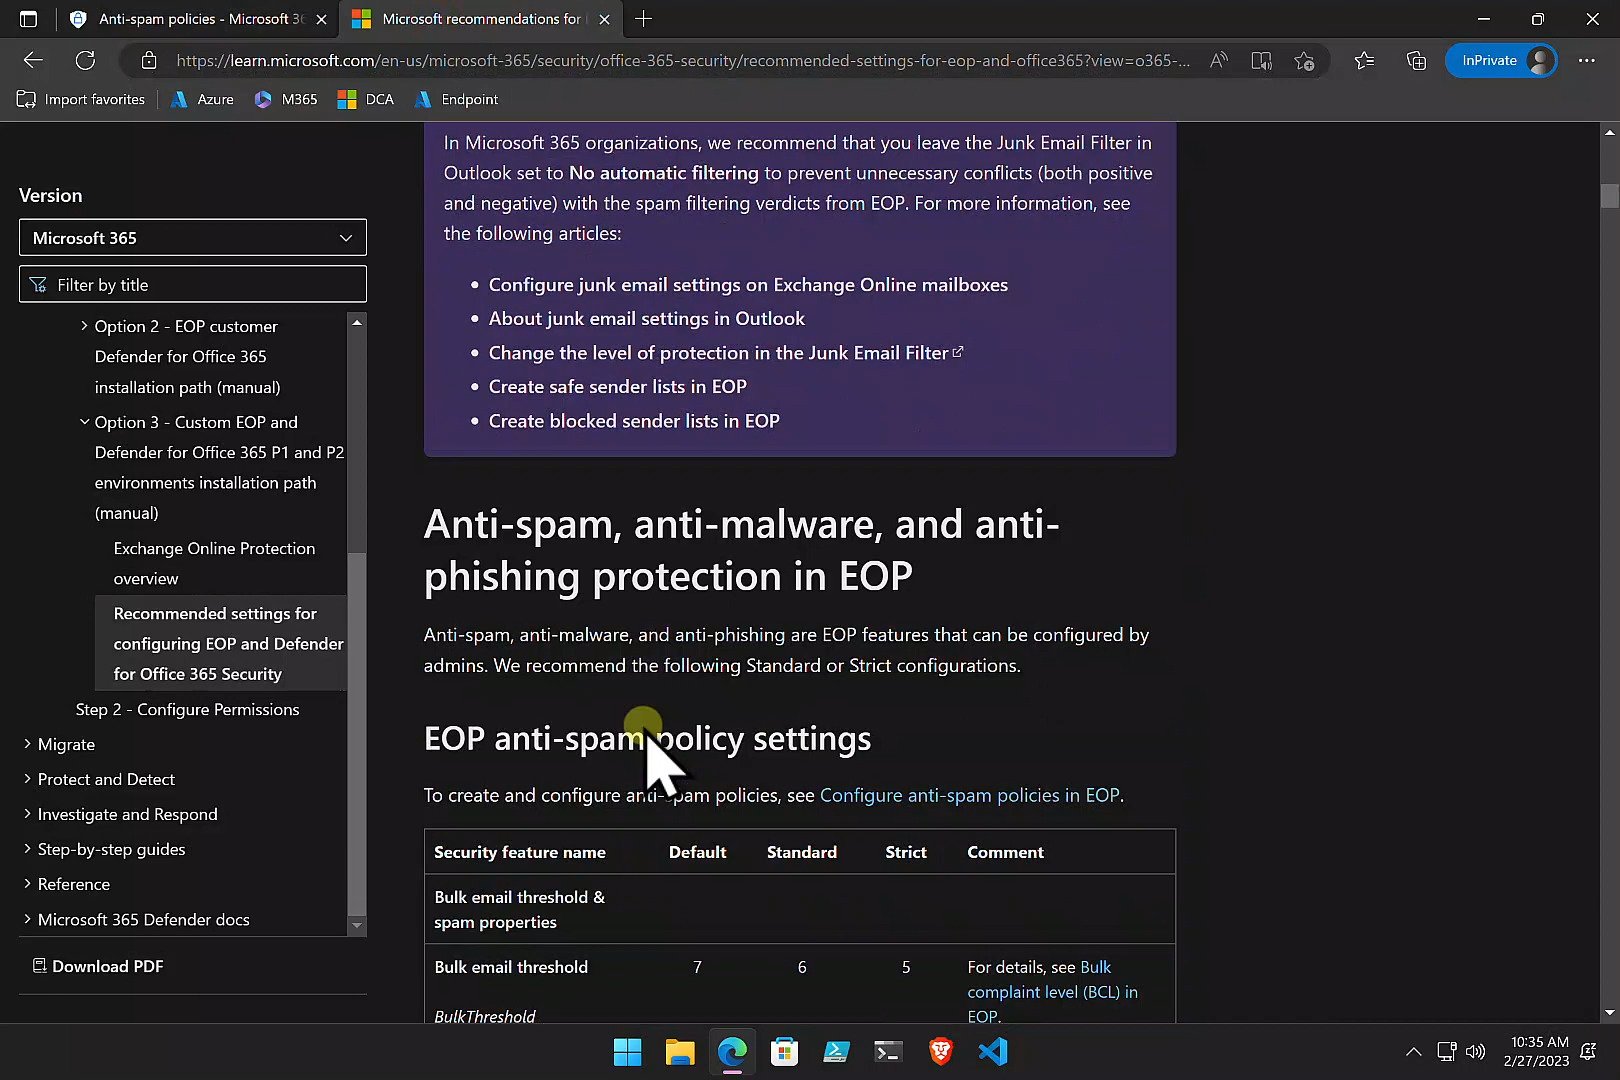 Anti-spam policies - Microsoft 36
Microsoft recommendations for
https://learn.microsoft.com/en-us/microsoft-365/security/office-365-security/recommended-settings-for-eop-and-office365?view=o365-...
InPrivate
Import favorites
Azure
M365
DCA
Endpoint
Version
Microsoft 365
Filter by title
Option 2 - EOP customer
Defender for Office 365
installation path (manual)
Option 3 - Custom EOP and
Defender for Office 365 P1 and P2
environments installation path
(manual)
Exchange Online Protection
overview
Recommended settings for
configuring EOP and Defender
for Office 365 Security
Step 2 - Configure Permissions
Migrate
Protect and Detect
Investigate and Respond
Step-by-step guides
Reference
Microsoft 365 Defender docs
Download PDF
In Microsoft 365 organizations, we recommend that you leave the Junk Email Filter in
Outlook set to No automatic filtering to prevent unnecessary conflicts (both positive
and negative) with the spam filtering verdicts from EOP. For more information, see
the following articles:
• Configure junk email settings on Exchange Online mailboxes
• About junk email settings in Outlook
• Change the level of protection in the Junk Email Filter
• Create safe sender lists in EOP
• Create blocked sender lists in EOP
Anti-spam, anti-malware, and anti-
phishing protection in EOP
Anti-spam, anti-malware, and anti-phishing are EOP features that can be configured by
admins. We recommend the following Standard or Strict configurations.
EOP anti-spam policy settings
To create and configure anti-spam policies, see Configure anti-spam policies in EOP.
Security feature name Default Standard Strict Comment
Bulk email threshold &
spam properties
Bulk email threshold 7 6 5 For details, see Bulk
complaint level (BCL) in
EOP.
BulkThreshold
10:35 AM
2/27/2023